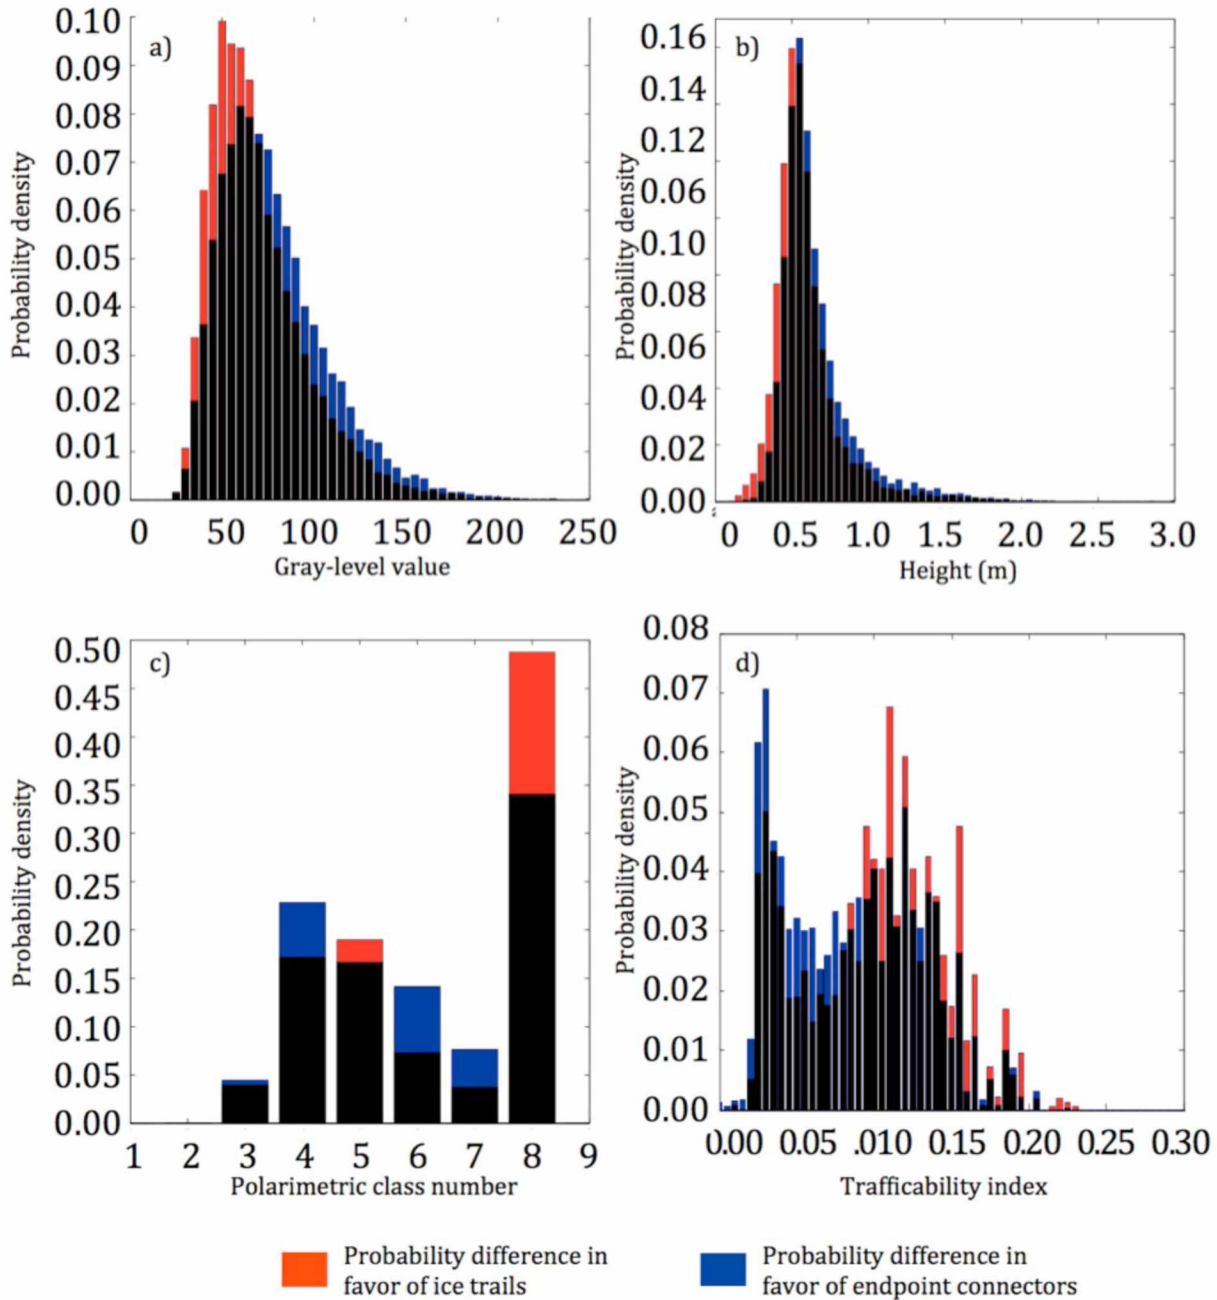 0.10
a)
0.09
0.08
0.07
0.06
0.05
0.04
0.03
0.02
0.01
0.00
0 50 100 150 200 250
Probability density
Gray-level value
0.16
b)
0.14
0.12
0.06
0.10
0.08
0.06
0.04
0.02
0.00
0 0.5 1.0 1.5 2.0 2.5 3.0
Probability density
Height (m)
0.50
c)
0.45
0.40
0.35
0.30
0.25
0.20
0.15
0.10
0.05
0.00
1 2 3 4 5 6 7 8 9
Probability density
Polarimetric class number
0.08
d)
0.07
0.06
0.05
0.04
0.03
0.02
0.01
0.00
0.00 0.05 .010 0.15 0.20 0.25 0.30
Probability density
Trafficability index
Probability difference in
favor of ice trails
Probability difference in
favor of endpoint connectors